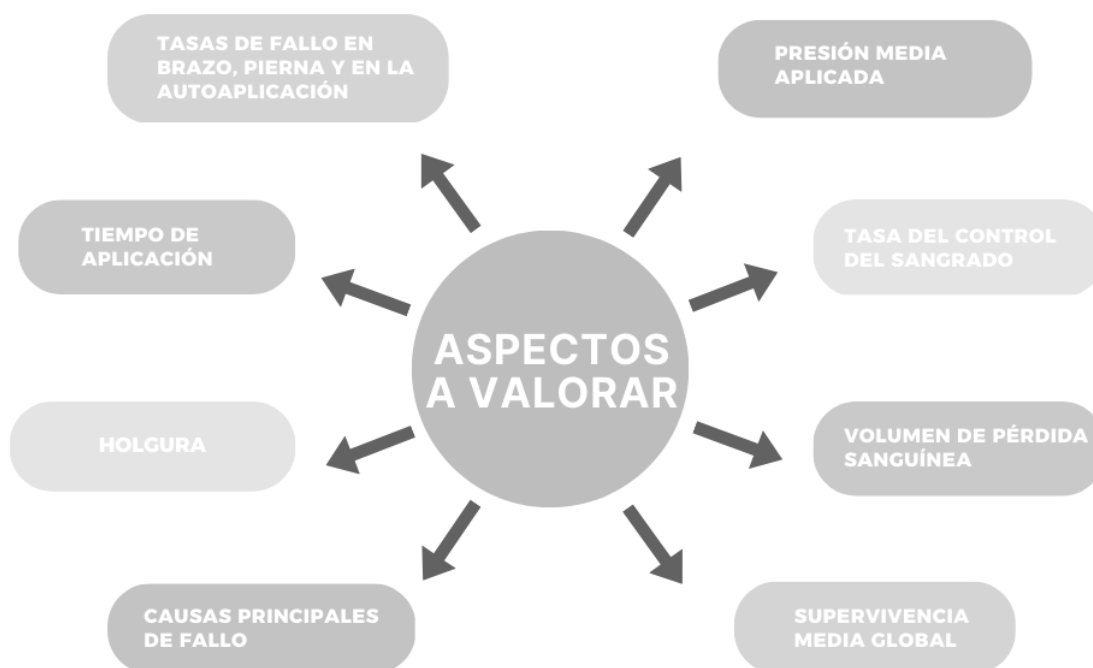 TASAS DE FALLO EN
BRAZO, PIERNA Y EN LA
AUTOAPLICACIÓN
PRESIÓN MEDIA
APLICADA
TIEMPO DE
APLICACIÓN
TASA DEL CONTROL
DEL SANGRADO
ASPECTOS
A VALORAR
HOLGURA
VOLUMEN DE PÉRDIDA
SANGUÍNEA
CAUSAS PRINCIPALES
DE FALLO
SUPERVIVENCIA
MEDIA GLOBAL